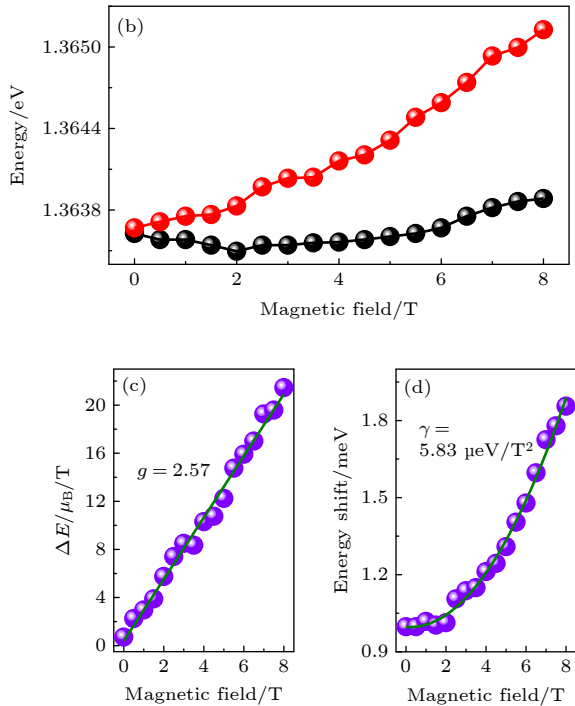 (b)
1.3650
1.3644
1.3638
Energy/eV
0
2
4
6
8
Magnetic field/T
(c)
20
16
12
8
4
0
ΔE/μB/T
g = 2.57
0
4
8
Magnetic field/T
(d)
1.8
1.5
1.2
0.9
Energy shift/meV
γ =
5.83 μeV/T²
0
2
4
6
8
Magnetic field/T